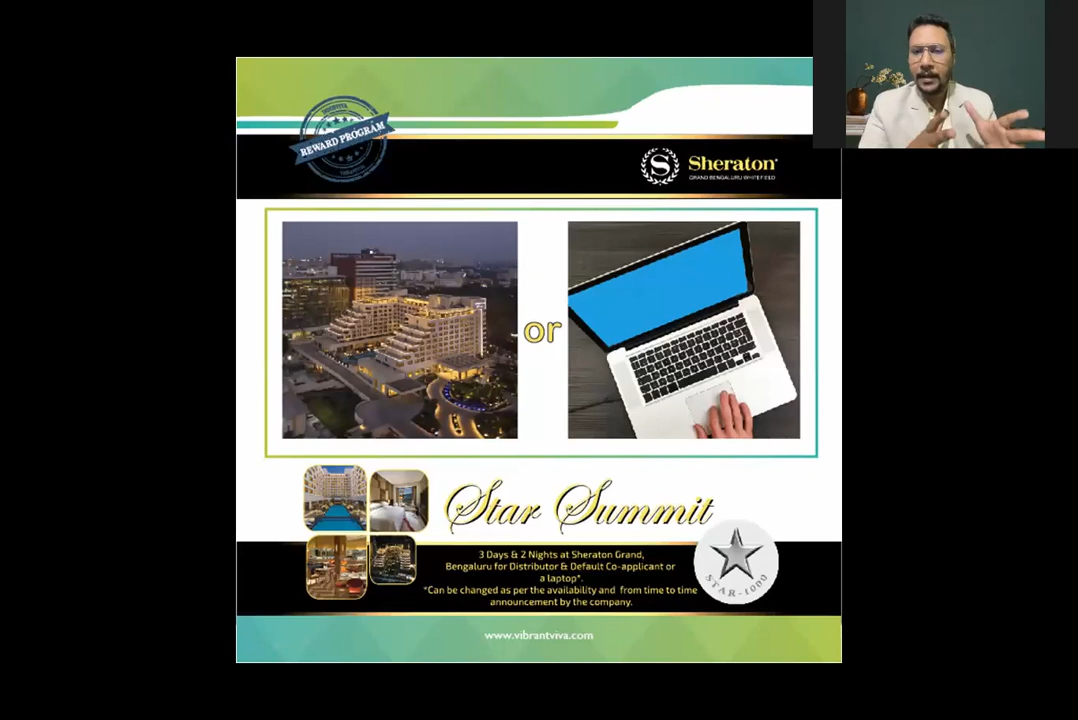 VIBRANTVIVA
REWARD PROGRAM
VIBRANTVIVA
S
Sheraton
GRAND BENGALURU WHITEFIELD
or
Star Summit
3 Days & 2 Nights at Sheraton Grand,
Bengaluru for Distributor & Default Co-applicant or
a laptop*.
*Can be changed as per the availability and from time to time
announcement by the company.
STAR-1000
www.vibrantviva.com